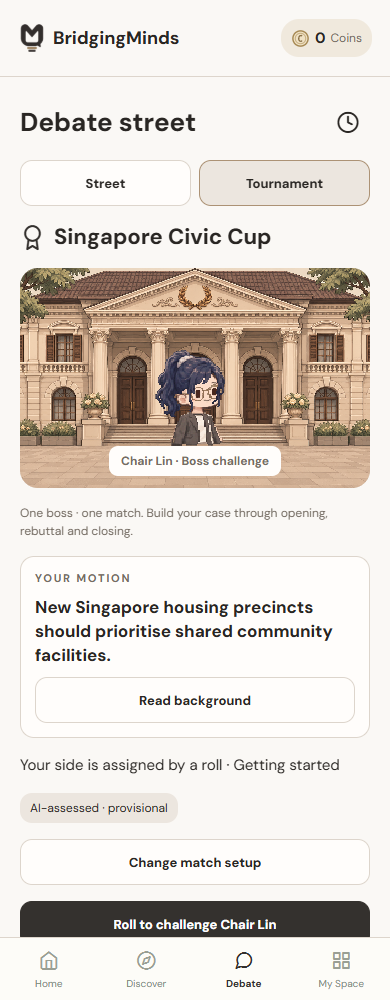 BridgingMinds
C 0 Coins
Debate street
Street
Tournament
Singapore Civic Cup
Chair Lin · Boss challenge
One boss · one match. Build your case through opening,
rebuttal and closing.
YOUR MOTION
New Singapore housing precincts
should prioritise shared community
facilities.
Read background
Your side is assigned by a roll · Getting started
AI-assessed · provisional
Change match setup
Roll to challenge Chair Lin
Home
Discover
Debate
My Space